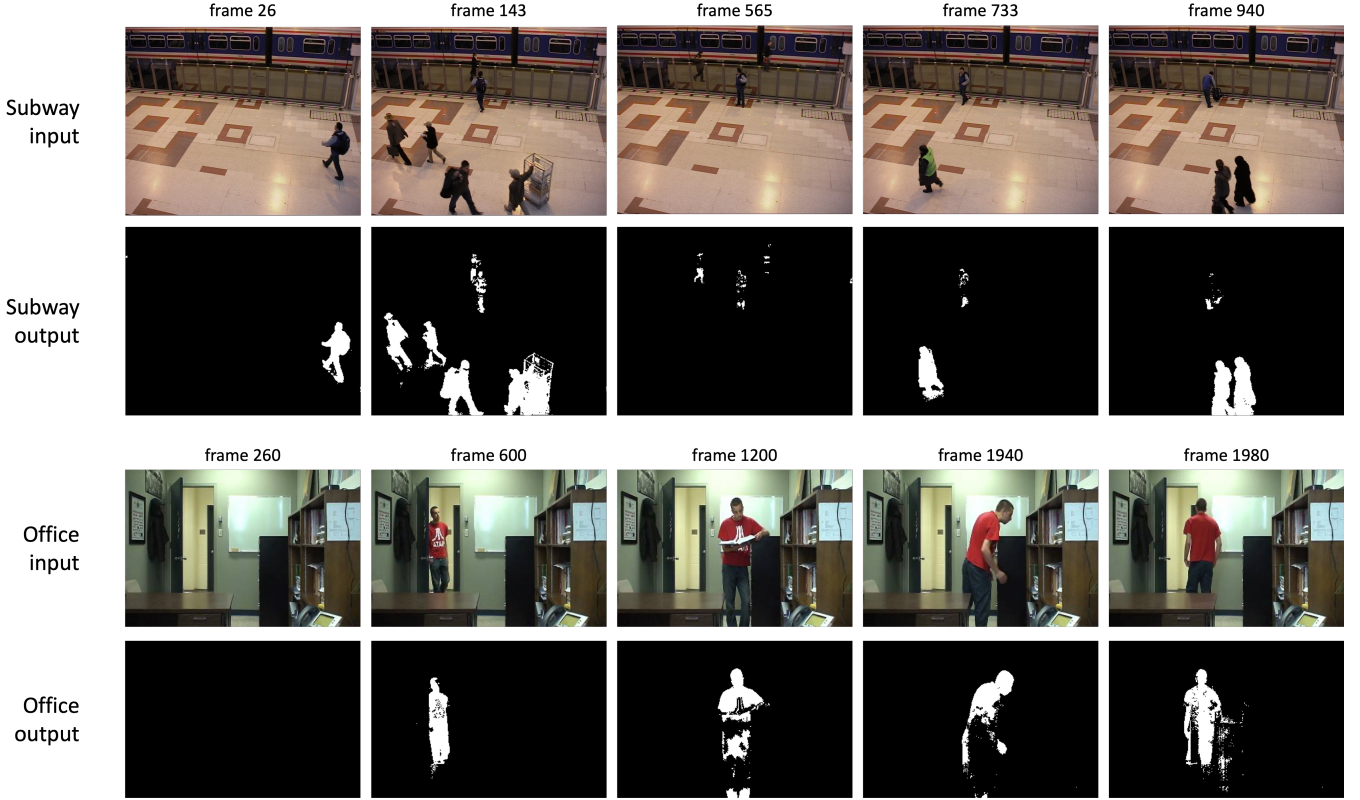 frame 26
frame 143
frame 565
frame 733
frame 940
Subway
input
Subway
output
frame 260
frame 600
frame 1200
frame 1940
frame 1980
Office
input
ATARI
Office
output